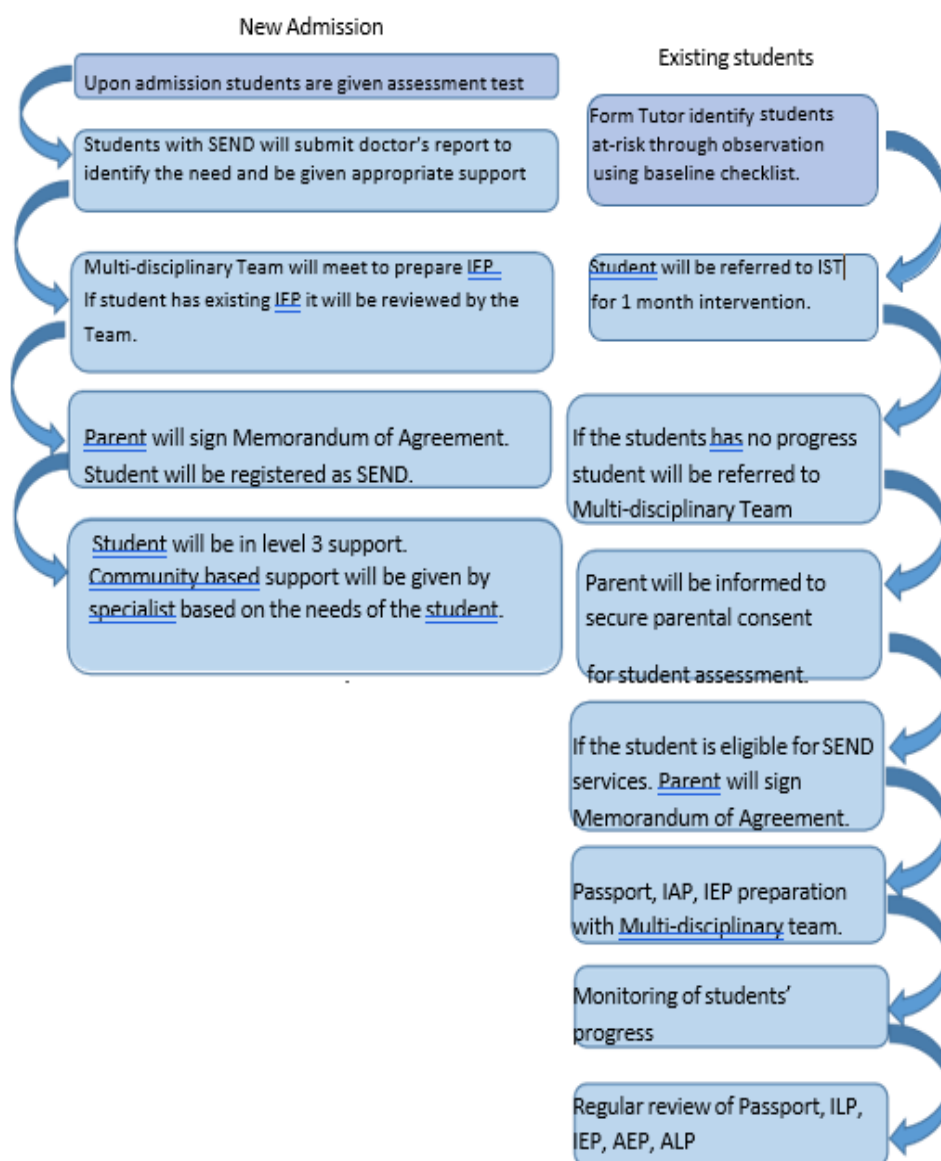 New Admission
Upon admission students are given assessment test
Students with SEND will submit doctor's report to
identify the need and be given appropriate support
Multi-disciplinary Team will meet to prepare IEP
If student has existing IEP it will be reviewed by the
Team.
Parent will sign Memorandum of Agreement.
Student will be registered as SEND.
Student will be in level 3 support.
Community based support will be given by
specialist based on the needs of the student.
Existing students
Form Tutor identify students
at-risk through observation
using baseline checklist.
Student will be referred to IST
for 1 month intervention.
If the students has no progress
student will be referred to
Multi-disciplinary Team
Parent will be informed to
secure parental consent
for student assessment.
If the student is eligible for SEND
services. Parent will sign
Memorandum of Agreement.
Passport, IAP, IEP preparation
with Multi-disciplinary team.
Monitoring of students'
progress
Regular review of Passport, ILP,
IEP, AEP, ALP